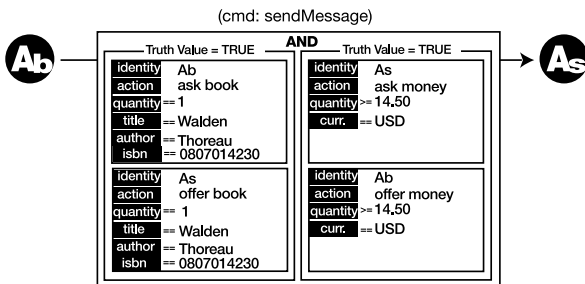 (cmd: sendMessage)
AND
Truth Value = TRUE
Truth Value = TRUE
Ab
As
identity Ab
action ask book
quantity == 1
title == Walden
author == Thoreau
isbn == 0807014230
identity As
action ask money
quantity >= 14.50
curr. == USD
identity As
action offer book
quantity == 1
title == Walden
author == Thoreau
isbn == 0807014230
identity Ab
action offer money
quantity >= 14.50
curr. == USD